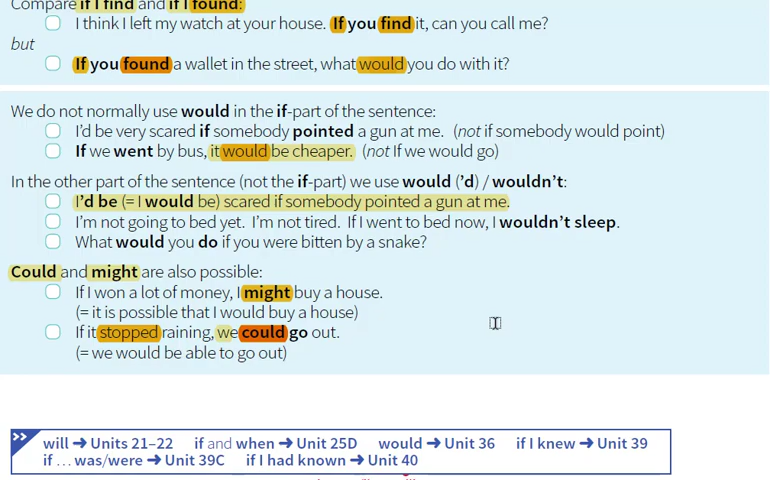 Compare if I find and if I found:
I think I left my watch at your house. If you find it, can you call me?
but
If you found a wallet in the street, what would you do with it?
We do not normally use would in the if-part of the sentence:
I'd be very scared if somebody pointed a gun at me. (not if somebody would point)
If we went by bus, it would be cheaper. (not If we would go)
In the other part of the sentence (not the if-part) we use would ('d) / wouldn't:
I'd be (= I would be) scared if somebody pointed a gun at me.
I'm not going to bed yet. I'm not tired. If I went to bed now, I wouldn't sleep.
What would you do if you were bitten by a snake?
Could and might are also possible:
If I won a lot of money, I might buy a house.
(= it is possible that I would buy a house)
If it stopped raining, we could go out.
(= we would be able to go out)
will ➜ Units 21–22 if and when ➜ Unit 25D would ➜ Unit 36 if I knew ➜ Unit 39
if … was/were ➜ Unit 39C if I had known ➜ Unit 40